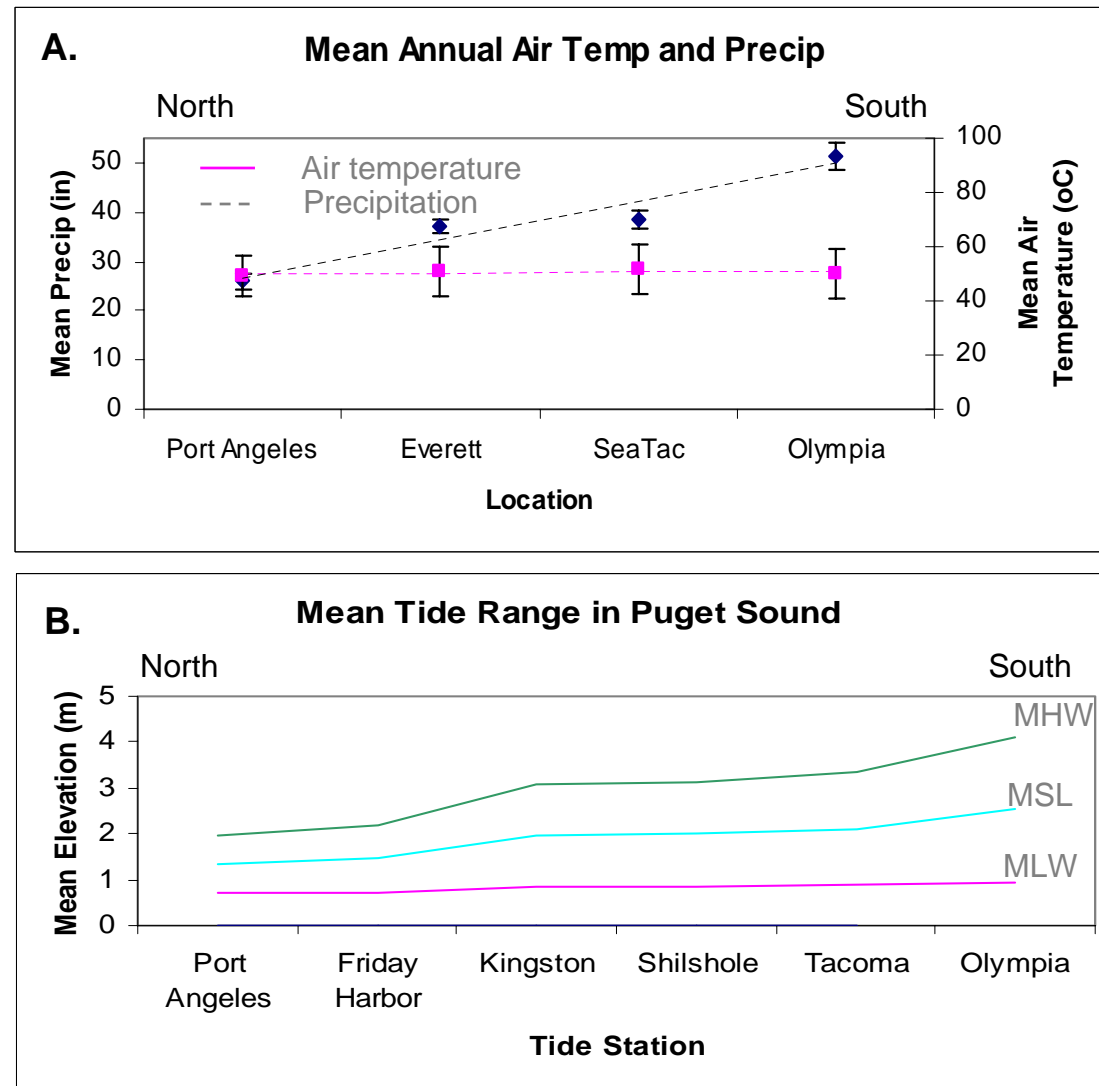 A.
Mean Annual Air Temp and Precip
North
South
Mean Precip (in)
50
40
30
20
10
0
Air temperature
Precipitation
100
80
60
40
20
0
Mean Air
Temperature (oC)
Port Angeles
Everett
SeaTac
Olympia
Location
B.
Mean Tide Range in Puget Sound
North
South
Mean Elevation (m)
5
4
3
2
1
0
MHW
MSL
MLW
Port
Angeles
Friday
Harbor
Kingston
Shilshole
Tacoma
Olympia
Tide Station